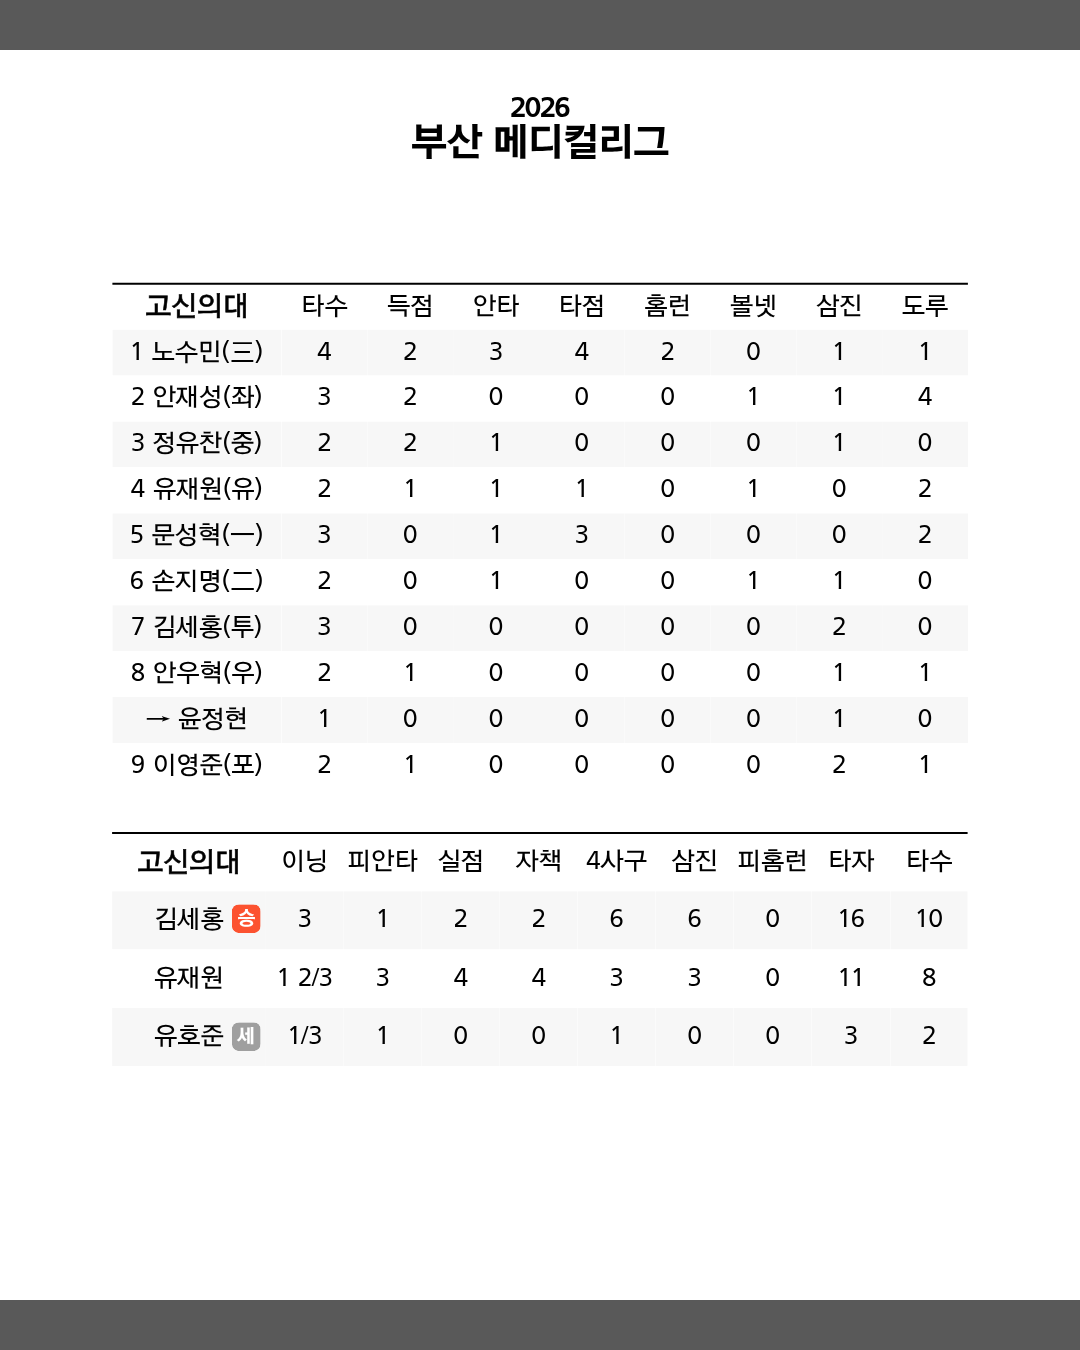 2026
부산 메디컬리그
고신의대 타수 득점 안타 타점 홈런 볼넷 삼진 도루
1 노수민(三) 4 2 3 4 2 0 1 1
2 안재성(좌) 3 2 0 0 0 1 1 4
3 정유찬(중) 2 2 1 0 0 0 1 0
4 유재원(유) 2 1 1 1 0 1 0 2
5 문성혁(一) 3 0 1 3 0 0 0 2
6 손지명(二) 2 0 1 0 0 1 1 0
7 김세홍(투) 3 0 0 0 0 0 2 0
8 안우혁(우) 2 1 0 0 0 0 1 1
→ 윤정현 1 0 0 0 0 0 1 0
9 이영준(포) 2 1 0 0 0 0 2 1
고신의대 이닝 피안타 실점 자책 4사구 삼진 피홈런 타자 타수
김세홍 승 3 1 2 2 6 6 0 16 10
유재원 1 2/3 3 4 4 3 3 0 11 8
유호준 세 1/3 1 0 0 1 0 0 3 2